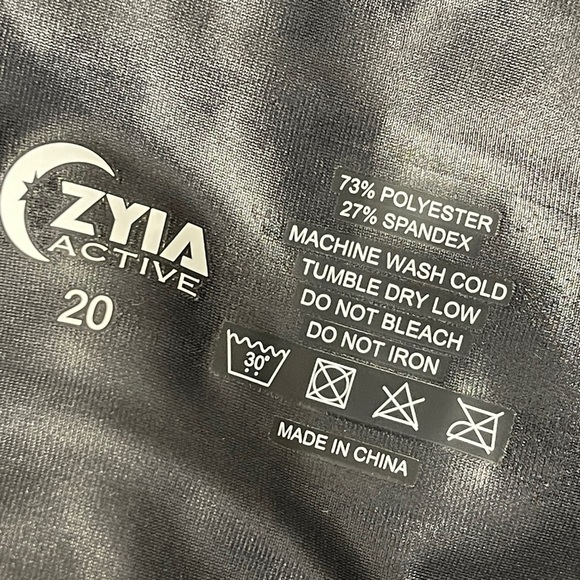 ZYIA
ACTIVE
20
73% POLYESTER
27% SPANDEX
MACHINE WASH COLD
TUMBLE DRY LOW
DO NOT BLEACH
DO NOT IRON
30°
MADE IN CHINA